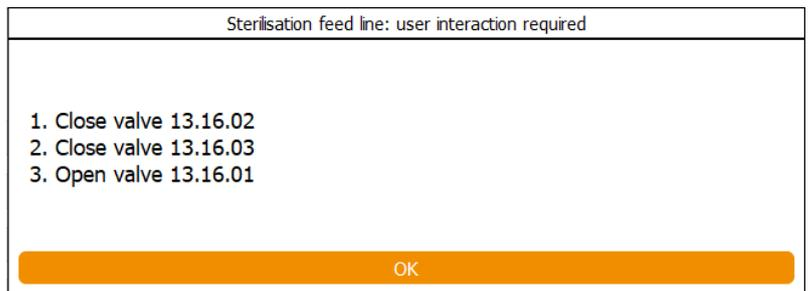 Sterilisation feed line: user interaction required
1. Close valve 13.16.02
2. Close valve 13.16.03
3. Open valve 13.16.01
OK